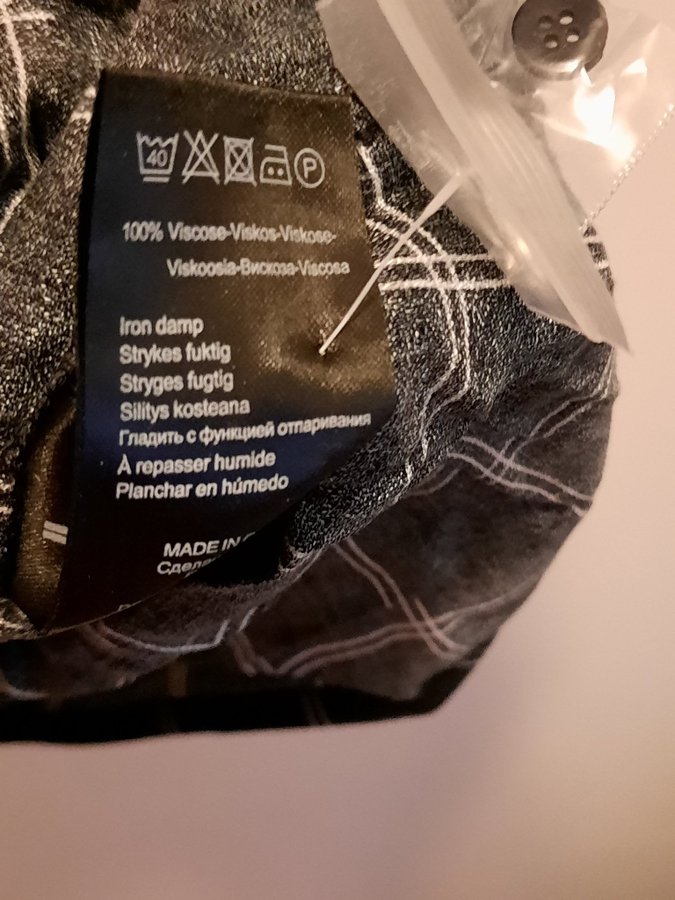 40
P
100% Viscose-Viskos-Viskose-
Viskoosia-Вискоза-Viscosa
Iron damp
Strykes fuktig
Stryges fugtig
Silitys kosteana
Гладить с функцией отпаривания
À repasser humide
Planchar en húmedo
MADE IN